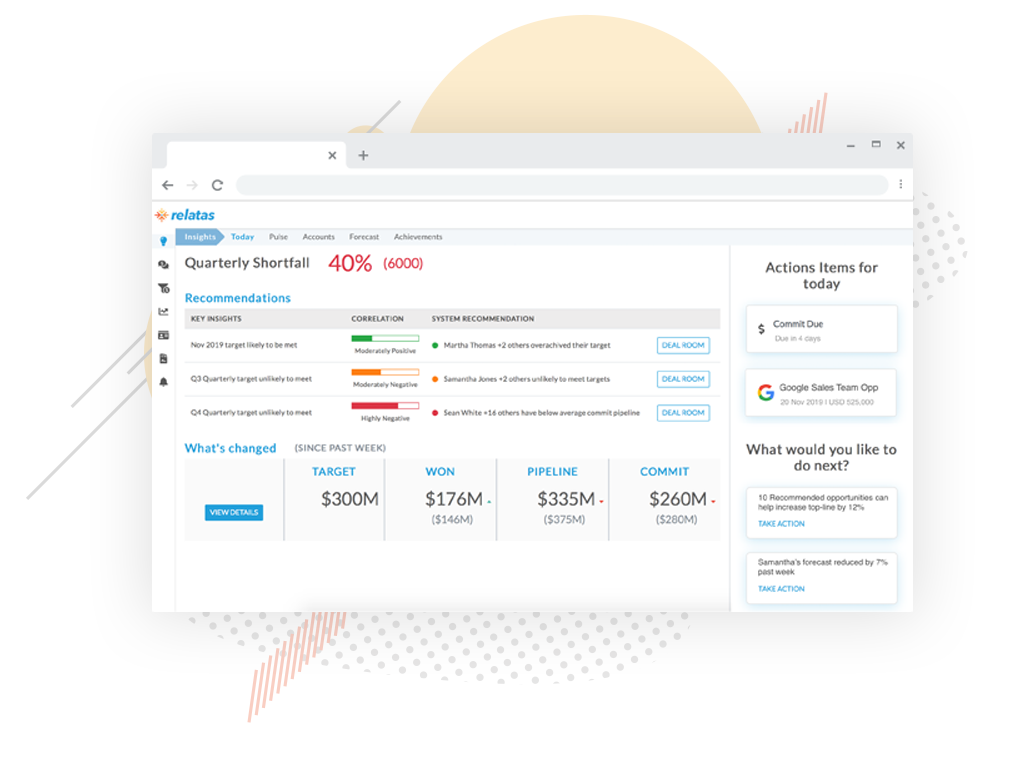 relatas
Insights Today Pulse Accounts Forecast Achievements
Quarterly Shortfall 40% (6000)
Recommendations
KEY INSIGHTS CORRELATION SYSTEM RECOMMENDATION
Nov 2019 target likely to be met Moderately Positive Martha Thomas +2 others overachived their target DEAL ROOM
Q3 Quarterly target unlikely to meet Moderately Negative Samantha Jones +2 others unlikely to meet targets DEAL ROOM
Q4 Quarterly target unlikely to meet Highly Negative Sean White +16 others have below average commit pipeline DEAL ROOM
What's changed (SINCE PAST WEEK)
TARGET WON PIPELINE COMMIT
VIEW DETAILS $300M $176M $335M $260M
($146M) ($375M) ($280M)
Actions Items for
today
$ Commit Due
Due in 4 days
G Google Sales Team Opp
20 Nov 2019 | USD 525,000
What would you like to
do next?
10 Recommended opportunities can
help increase top-line by 12%
TAKE ACTION
Samantha's forecast reduced by 7%
past week
TAKE ACTION